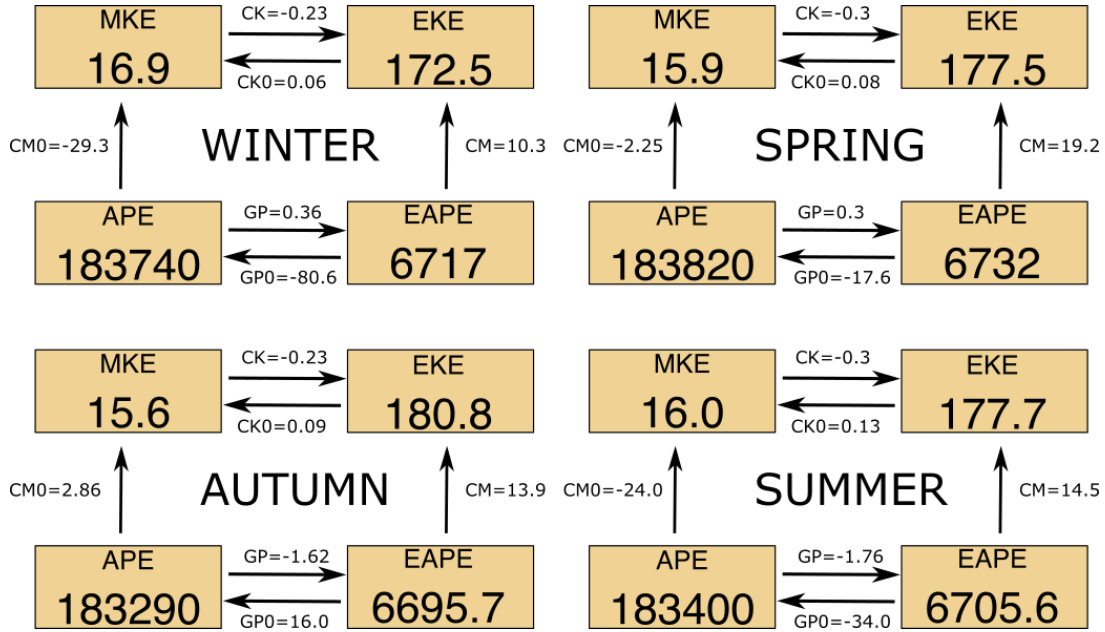 MKE
16.9
CK=-0.23
CK0=0.06
EKE
172.5
CM0=-29.3
WINTER
CM=10.3
APE
183740
GP=0.36
GP0=-80.6
EAPE
6717
MKE
15.9
CK=-0.3
CK0=0.08
EKE
177.5
CM0=-2.25
SPRING
CM=19.2
APE
183820
GP=0.3
GP0=-17.6
EAPE
6732
MKE
15.6
CK=-0.23
CK0=0.09
EKE
180.8
CM0=2.86
AUTUMN
CM=13.9
APE
183290
GP=-1.62
GP0=16.0
EAPE
6695.7
MKE
16.0
CK=-0.3
CK0=0.13
EKE
177.7
CM0=-24.0
SUMMER
CM=14.5
APE
183400
GP=-1.76
GP0=-34.0
EAPE
6705.6